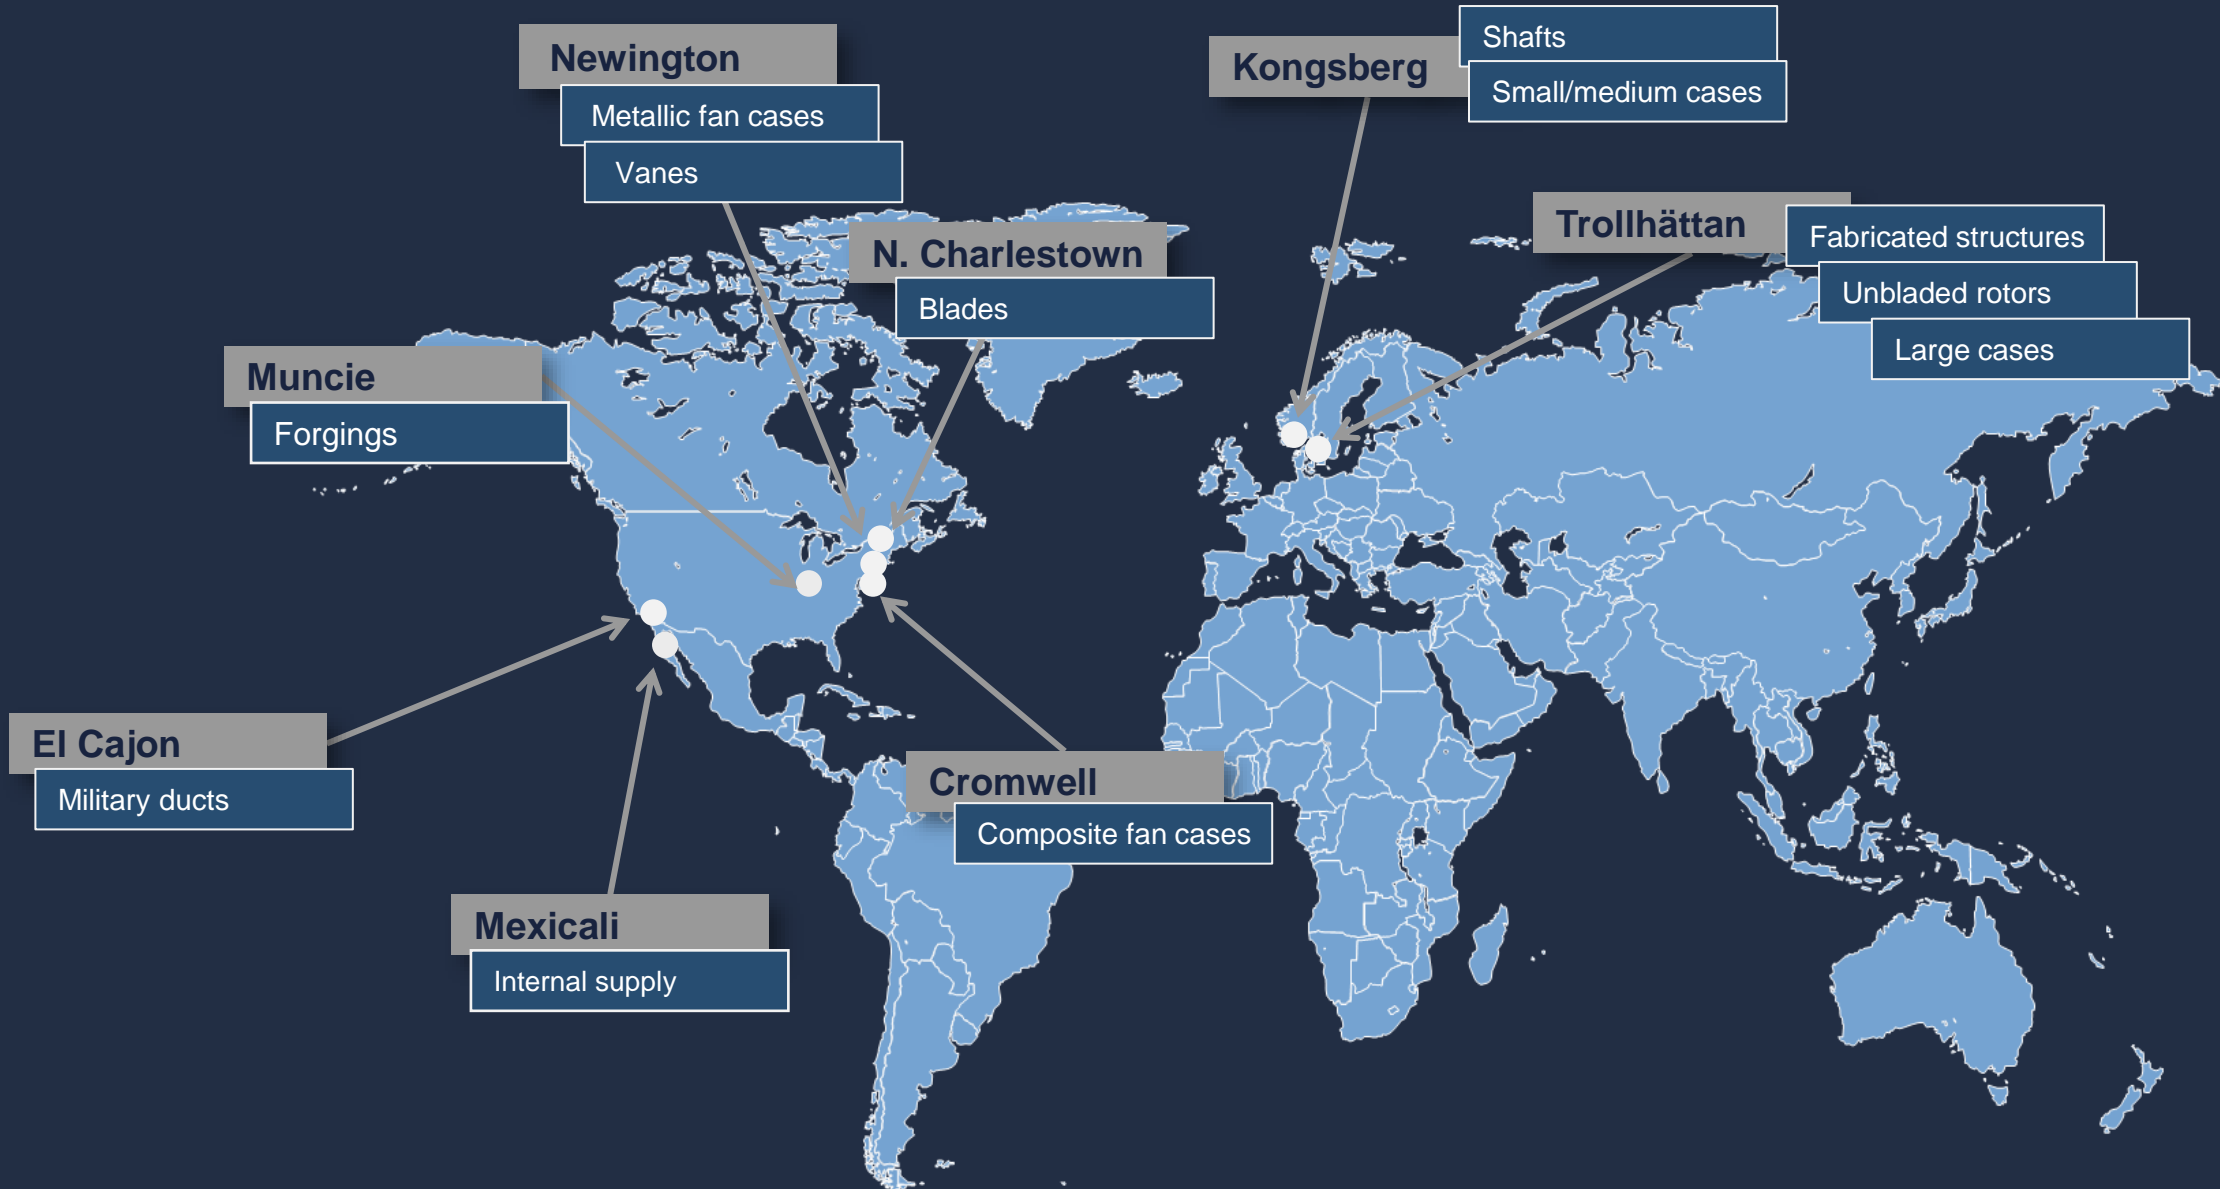 Newington
Metallic fan cases
Vanes
Kongsberg
Shafts
Small/medium cases
N. Charlestown
Blades
Trollhättan
Fabricated structures
Unbladed rotors
Large cases
Muncie
Forgings
El Cajon
Military ducts
Cromwell
Composite fan cases
Mexicali
Internal supply